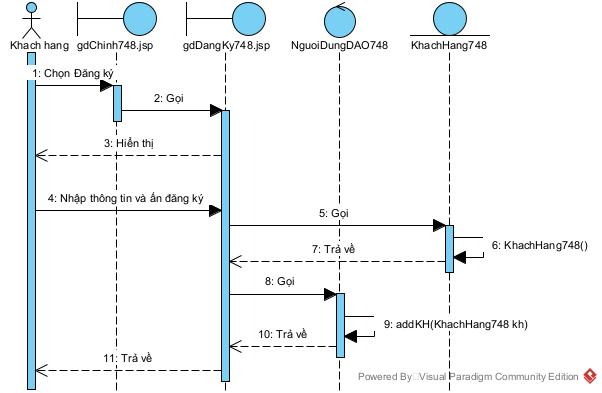 Khach hang
gdChinh748.jsp
gdDangKy748.jsp
NguoiDungDAO748
KhachHang748
1: Chọn Đăng ký
2: Gọi
3: Hiển thị
4: Nhập thông tin và ấn đăng ký
5: Gọi
6: KhachHang748()
7: Trả về
8: Gọi
9: addKH(KhachHang748 kh)
10: Trả về
11: Trả về
Powered By Visual Paradigm Community Edition